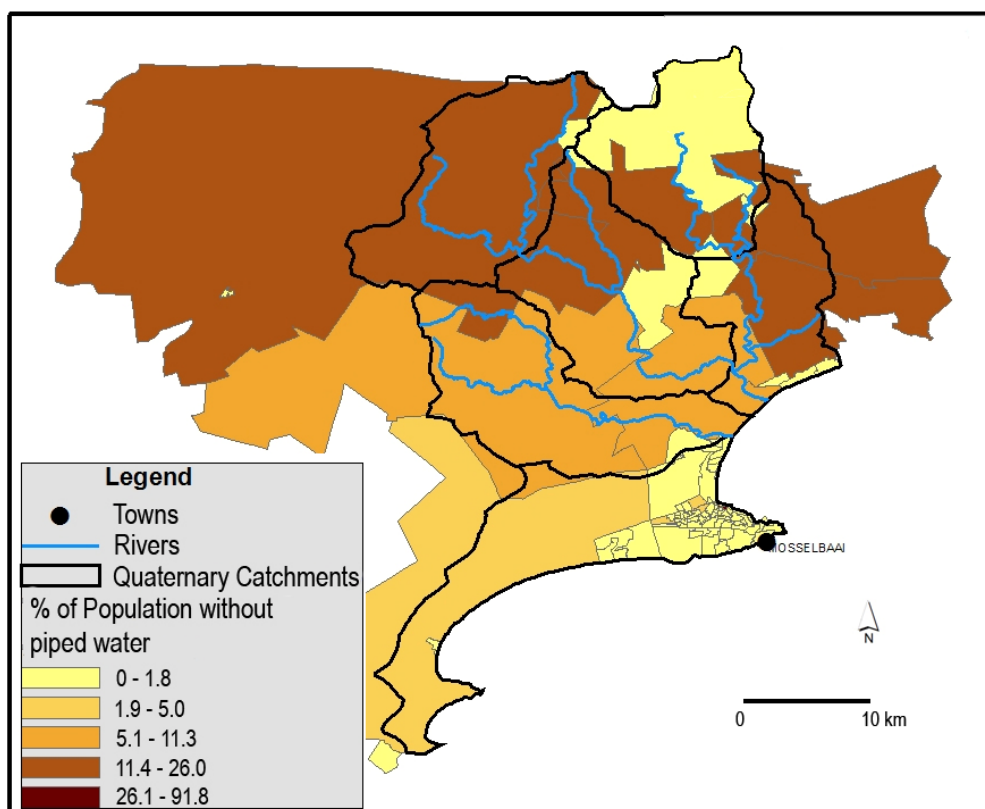 MOSSELBAAI
Legend
Towns
Rivers
Quaternary Catchments
% of Population without
piped water
0 - 1.8
1.9 - 5.0
5.1 - 11.3
11.4 - 26.0
26.1 - 91.8
N
0 10 km